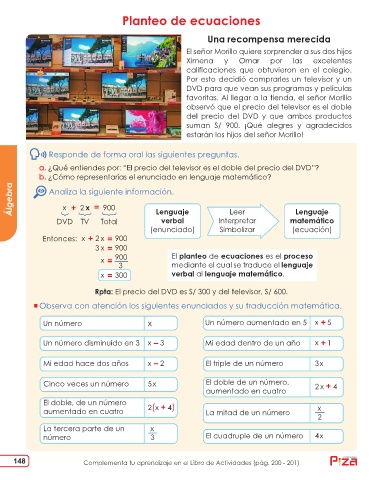 Planteo de ecuaciones
Una recompensa merecida
El señor Morillo quiere sorprender a sus dos hijos
Ximena y Omar por las excelentes
calificaciones que obtuvieron en el colegio.
Por esto decidió comprarles un televisor y un
DVD para que vean sus programas y películas
favoritas. Al llegar a la tienda, el señor Morillo
observó que el precio del televisor es el doble
del precio del DVD y que ambos productos
suman S/ 900. ¡Qué alegres y agradecidos
estarán los hijos del señor Morillo!
Responde de forma oral las siguientes preguntas.
a. ¿Qué entiendes por: "El precio del televisor es el doble del precio del DVD"?
b. ¿Cómo representarías el enunciado en lenguaje matemático?
Álgebra
Analiza la siguiente información.
x + 2x = 900
DVD TV Total
Entonces: x + 2x = 900
3x = 900
x = 900/3
x = 300
Lenguaje verbal (enunciado)
Leer Interpretar Simbolizar
Lenguaje matemático (ecuación)
El planteo de ecuaciones es el proceso
mediante el cual se traduce el lenguaje
verbal al lenguaje matemático.
Rpta: El precio del DVD es S/ 300 y del televisor, S/ 600.
Observa con atención los siguientes enunciados y su traducción matemática.
Un número x
Un número aumentado en 5 x + 5
Un número disminuido en 3 x – 3
Mi edad dentro de un año x + 1
Mi edad hace dos años x – 2
El triple de un número 3x
Cinco veces un número 5x
El doble de un número,
aumentado en cuatro 2x + 4
El doble, de un número
aumentado en cuatro 2(x + 4)
La mitad de un número x/2
La tercera parte de un
número x/3
El cuadruple de un número 4x
148
Complementa tu aprendizaje en el Libro de Actividades (pág. 200 - 201)